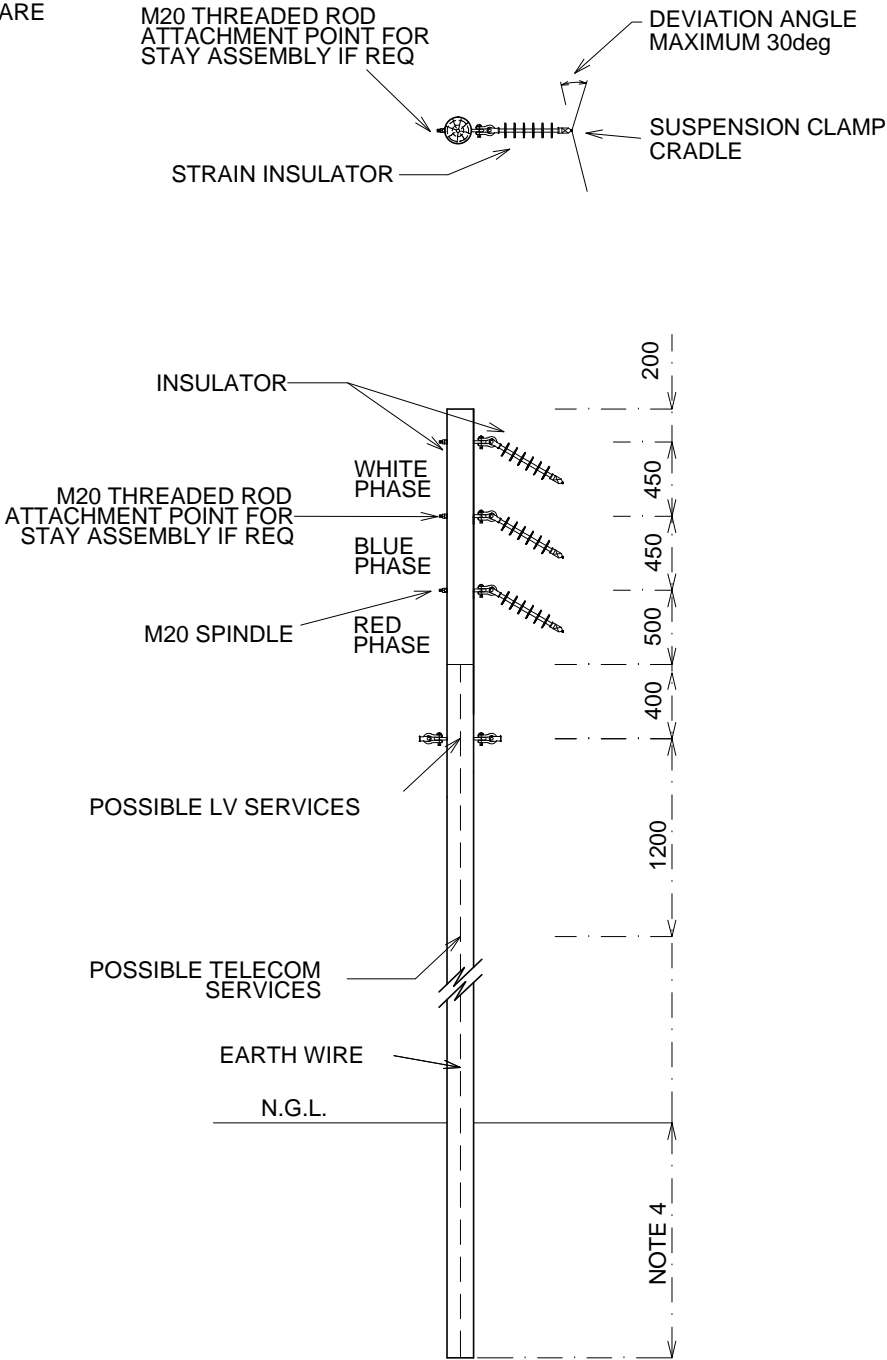 ARE
M20 THREADED ROD
ATTACHMENT POINT FOR
STAY ASSEMBLY IF REQ
DEVIATION ANGLE
MAXIMUM 30deg
SUSPENSION CLAMP
CRADLE
STRAIN INSULATOR
200
INSULATOR
WHITE
PHASE
450
M20 THREADED ROD
ATTACHMENT POINT FOR
STAY ASSEMBLY IF REQ
BLUE
PHASE
450
M20 SPINDLE
RED
PHASE
500
400
POSSIBLE LV SERVICES
1200
POSSIBLE TELECOM
SERVICES
EARTH WIRE
N.G.L.
NOTE 4